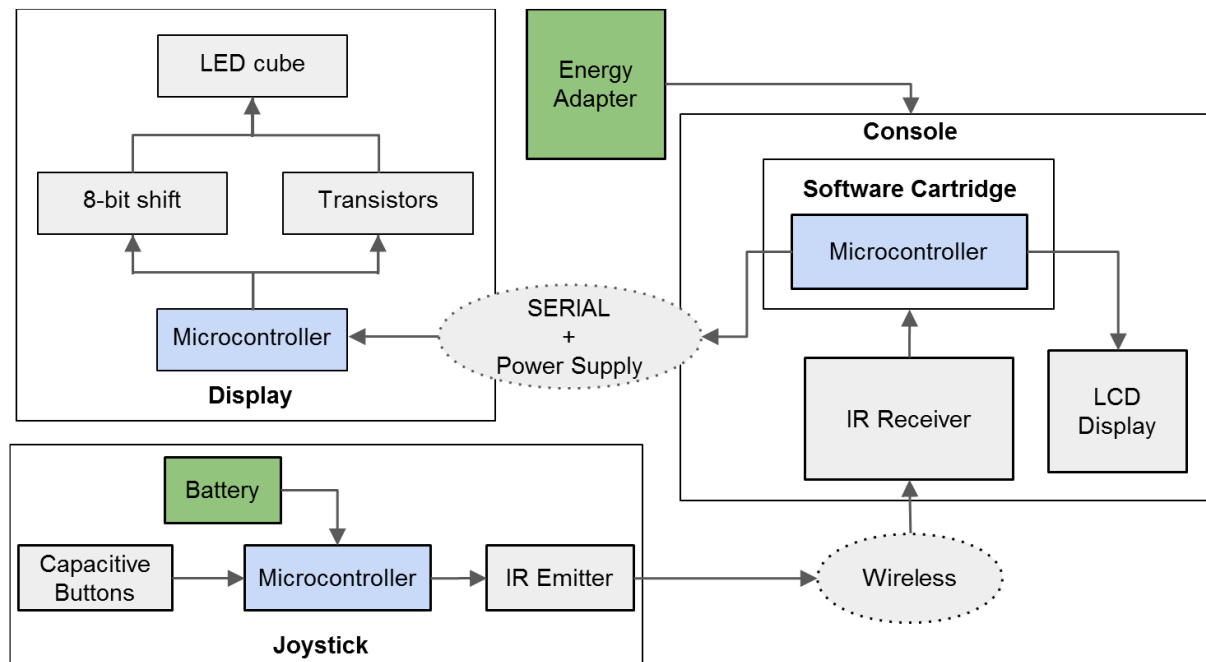 LED cube
8-bit shift
Transistors
Microcontroller
Display
Energy
Adapter
Console
Software Cartridge
Microcontroller
SERIAL
+
Power Supply
IR Receiver
LCD
Display
Battery
Capacitive
Buttons
Microcontroller
IR Emitter
Wireless
Joystick